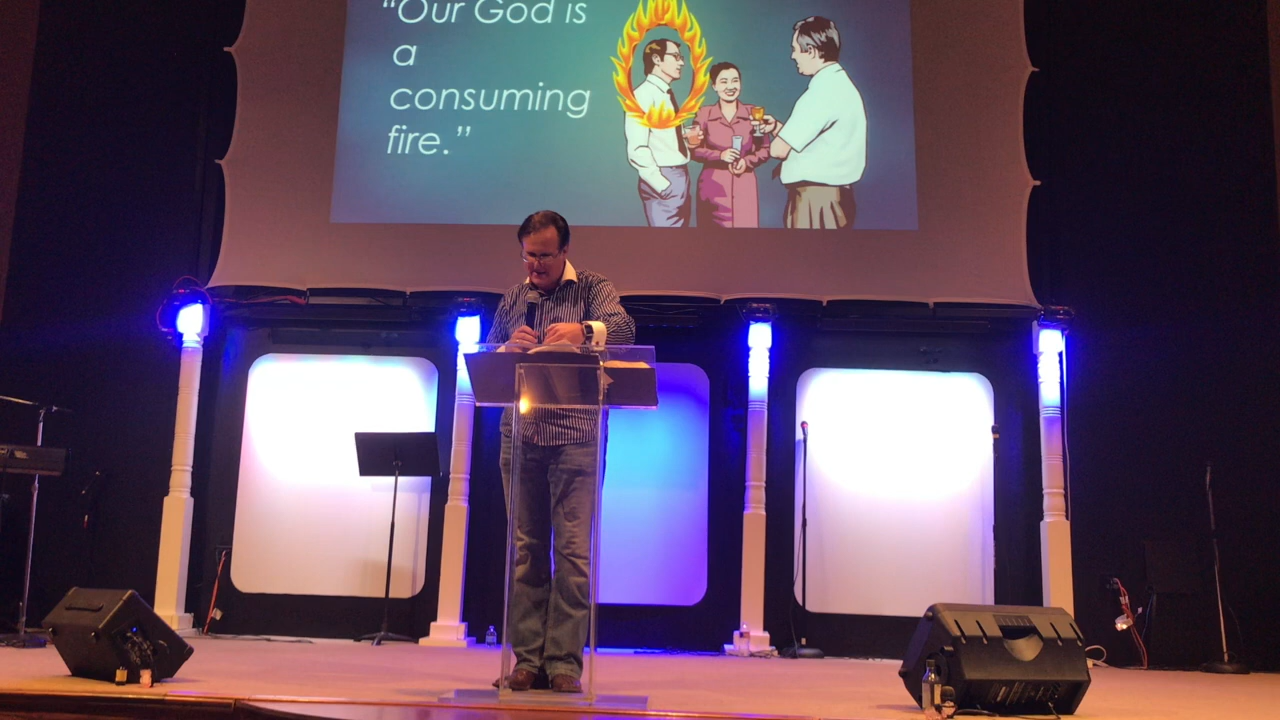 “Our God is
a
consuming
fire.”